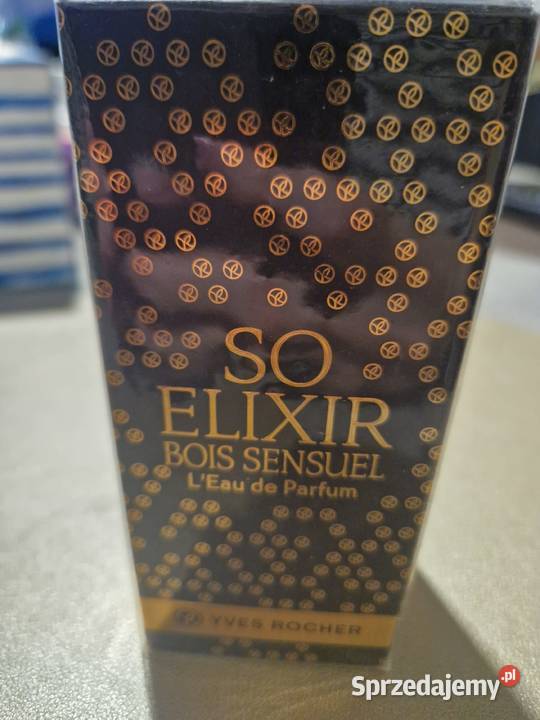 SO
ELIXIR
BOIS SENSUEL
L'Eau de Parfum
YVES ROCHER
Sprzedajemy.pl